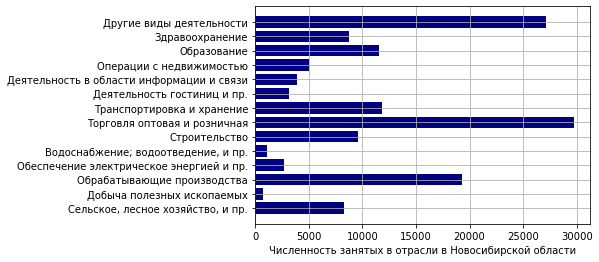 Другие виды деятельности
Здравоохранение
Образование
Операции с недвижимостью
Деятельность в области информации и связи
Деятельность гостиниц и пр.
Транспортировка и хранение
Торговля оптовая и розничная
Строительство
Водоснабжение; водоотведение, и пр.
Обеспечение электрическое энергией и пр.
Обрабатывающие производства
Добыча полезных ископаемых
Сельское, лесное хозяйство, и пр.
0 5000 10000 15000 20000 25000 30000
Численность занятых в отрасли в Новосибирской области